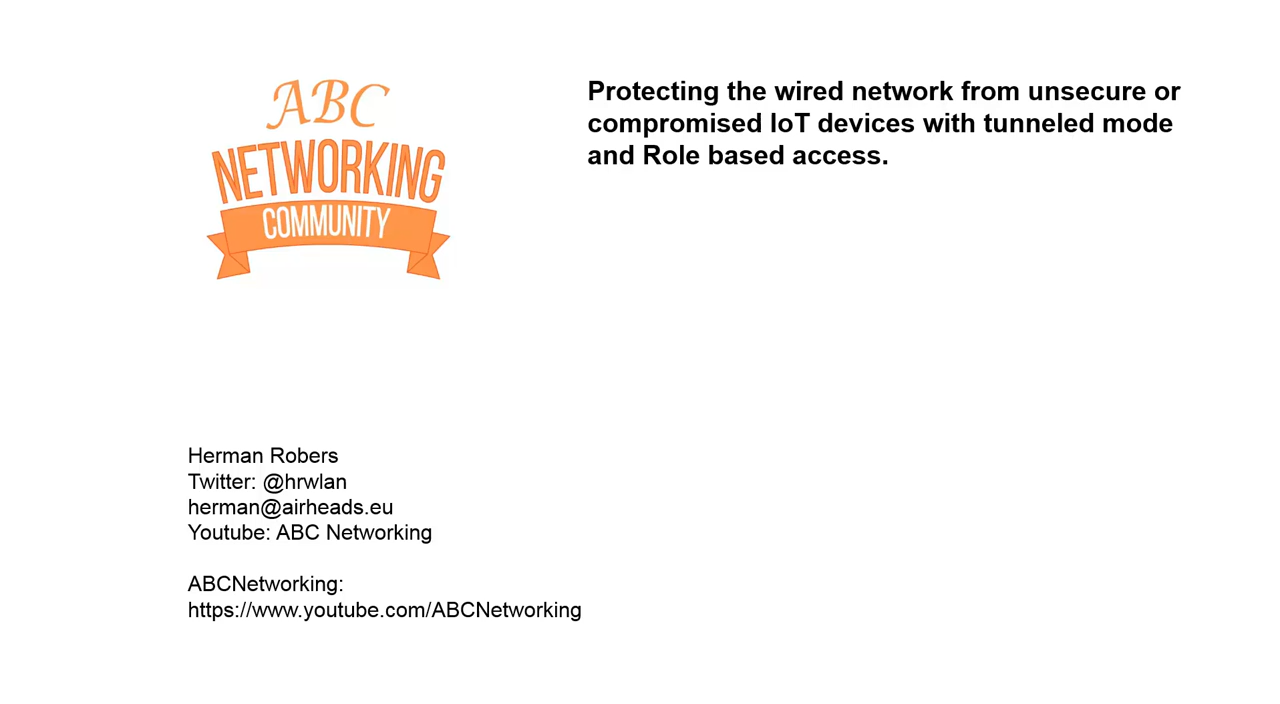 ABC
NETWORKING
COMMUNITY
Protecting the wired network from unsecure or
compromised IoT devices with tunneled mode
and Role based access.
Herman Robers
Twitter: @hrwlan
herman@airheads.eu
Youtube: ABC Networking
ABCNetworking:
https://www.youtube.com/ABCNetworking